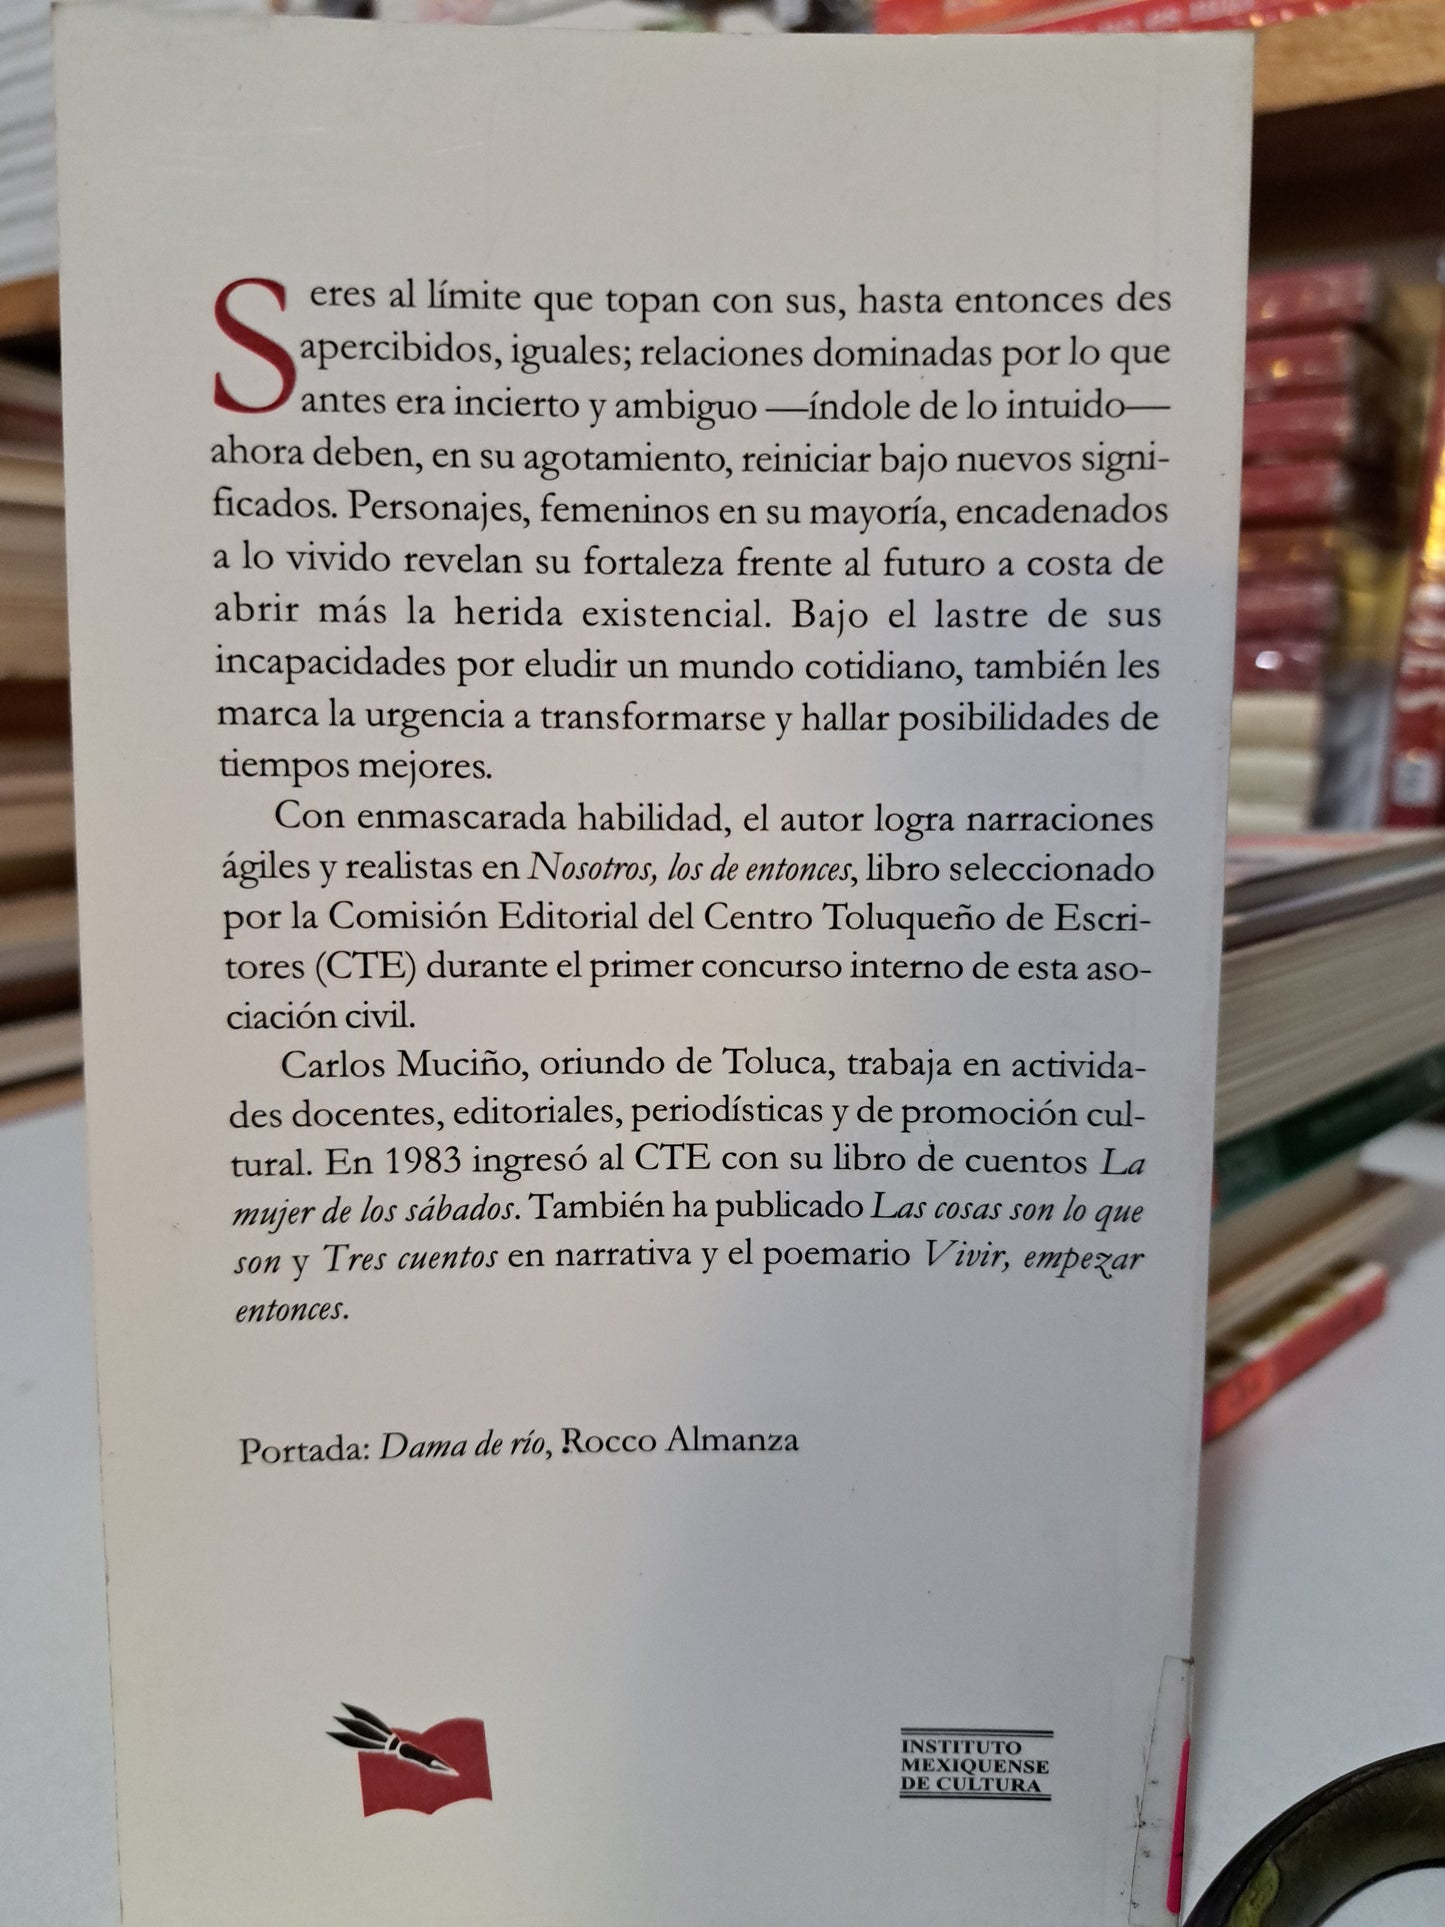 Seres al límite que topan con sus, hasta entonces des
apercibidos, iguales; relaciones dominadas por lo que
antes era incierto y ambiguo —índole de lo intuido—
ahora deben, en su agotamiento, reiniciar bajo nuevos signi-
ficados. Personajes, femeninos en su mayoría, encadenados
a lo vivido revelan su fortaleza frente al futuro a costa de
abrir más la herida existencial. Bajo el lastre de sus
incapacidades por eludir un mundo cotidiano, también les
marca la urgencia a transformarse y hallar posibilidades de
tiempos mejores.
Con enmascarada habilidad, el autor logra narraciones
ágiles y realistas en Nosotros, los de entonces, libro seleccionado
por la Comisión Editorial del Centro Toluqueño de Escri-
tores (CTE) durante el primer concurso interno de esta aso-
ciación civil.
Carlos Muciño, oriundo de Toluca, trabaja en activida-
des docentes, editoriales, periodísticas y de promoción cul-
tural. En 1983 ingresó al CTE con su libro de cuentos La
mujer de los sábados. También ha publicado Las cosas son lo que
son y Tres cuentos en narrativa y el poemario Vivir, empezar
entonces.
Portada: Dama de río, Rocco Almanza
INSTITUTO
MEXIQUENSE
DE CULTURA